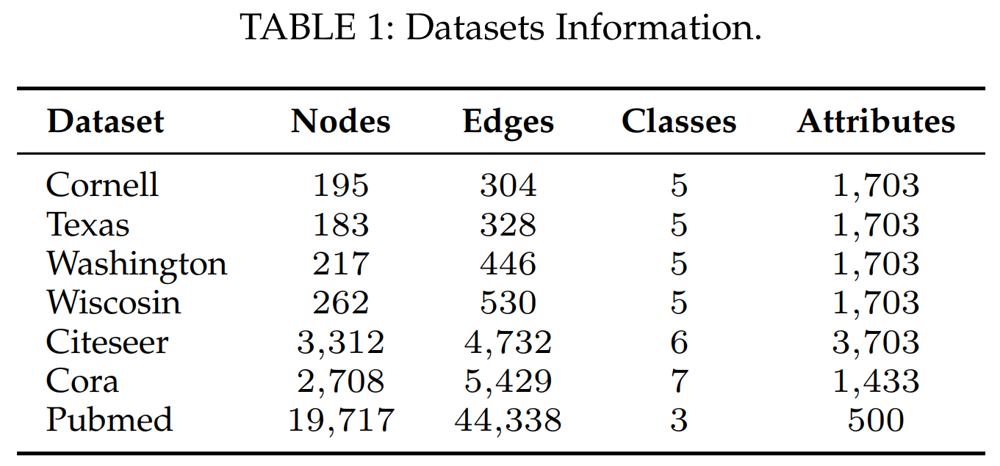 TABLE 1: Datasets Information.
Dataset Nodes Edges Classes Attributes
Cornell 195 304 5 1,703
Texas 183 328 5 1,703
Washington 217 446 5 1,703
Wiscosin 262 530 5 1,703
Citeseer 3,312 4,732 6 3,703
Cora 2,708 5,429 7 1,433
Pubmed 19,717 44,338 3 500